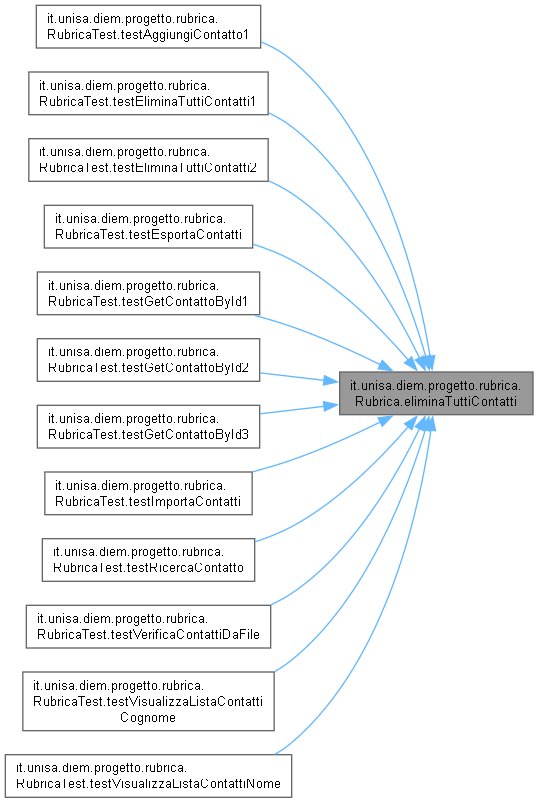 it.unisa.diem.progetto.rubrica.
RubricaTest.testAggiungiContatto1
it.unisa.diem.progetto.rubrica.
RubricaTest.testEliminaTuttiContatti1
it.unisa.diem.progetto.rubrica.
RubricaTest.testEliminaTuttiContatti2
it.unisa.diem.progetto.rubrica.
RubricaTest.testEsportaContatti
it.unisa.diem.progetto.rubrica.
RubricaTest.testGetContattoById1
it.unisa.diem.progetto.rubrica.
RubricaTest.testGetContattoById2
it.unisa.diem.progetto.rubrica.
Rubrica.eliminaTuttiContatti
it.unisa.diem.progetto.rubrica.
RubricaTest.testGetContattoById3
it.unisa.diem.progetto.rubrica.
RubricaTest.testImportaContatti
it.unisa.diem.progetto.rubrica.
RubricaTest.testRicercaContatto
it.unisa.diem.progetto.rubrica.
RubricaTest.testVerificaContattiDaFile
it.unisa.diem.progetto.rubrica.
RubricaTest.testVisualizzaListaContatti
Cognome
it.unisa.diem.progetto.rubrica.
RubricaTest.testVisualizzaListaContattiNome